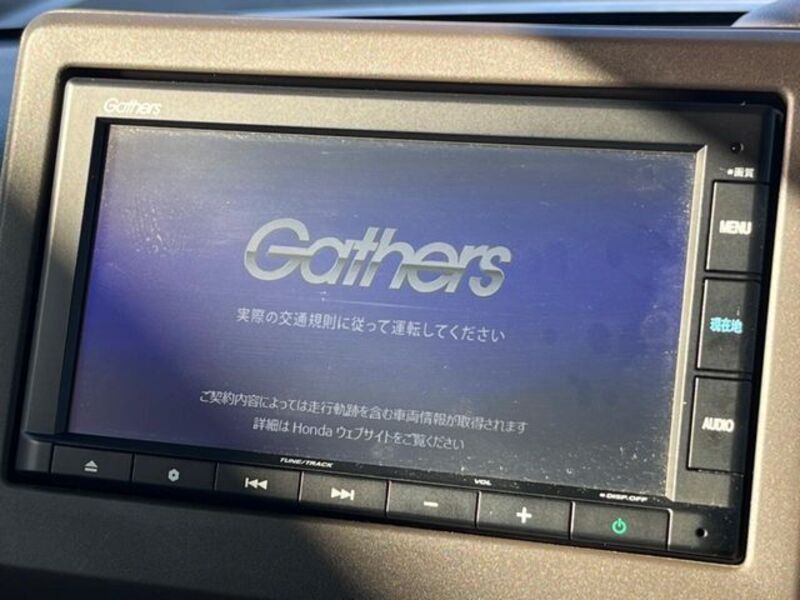 Gathers
●画質
MENU
Gathers
実際の交通規則に従って運転してください
現在地
ご契約内容によっては走行軌跡を含む車両情報が取得されます
詳細は Honda ウェブサイトをご覧ください
AUDIO
TUNE/TRACK
VOL
●DISP.OFF